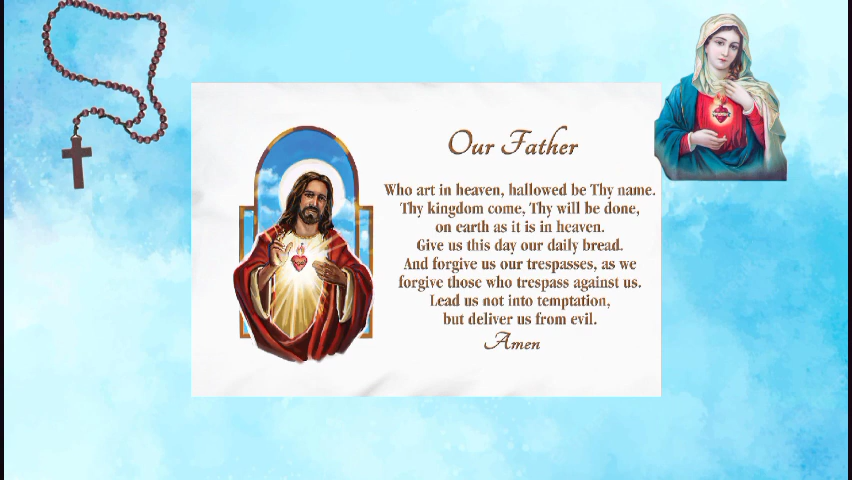 Our Father
Who art in heaven, hallowed be Thy name.
Thy kingdom come, Thy will be done,
on earth as it is in heaven.
Give us this day our daily bread.
And forgive us our trespasses, as we
forgive those who trespass against us.
Lead us not into temptation,
but deliver us from evil.
Amen